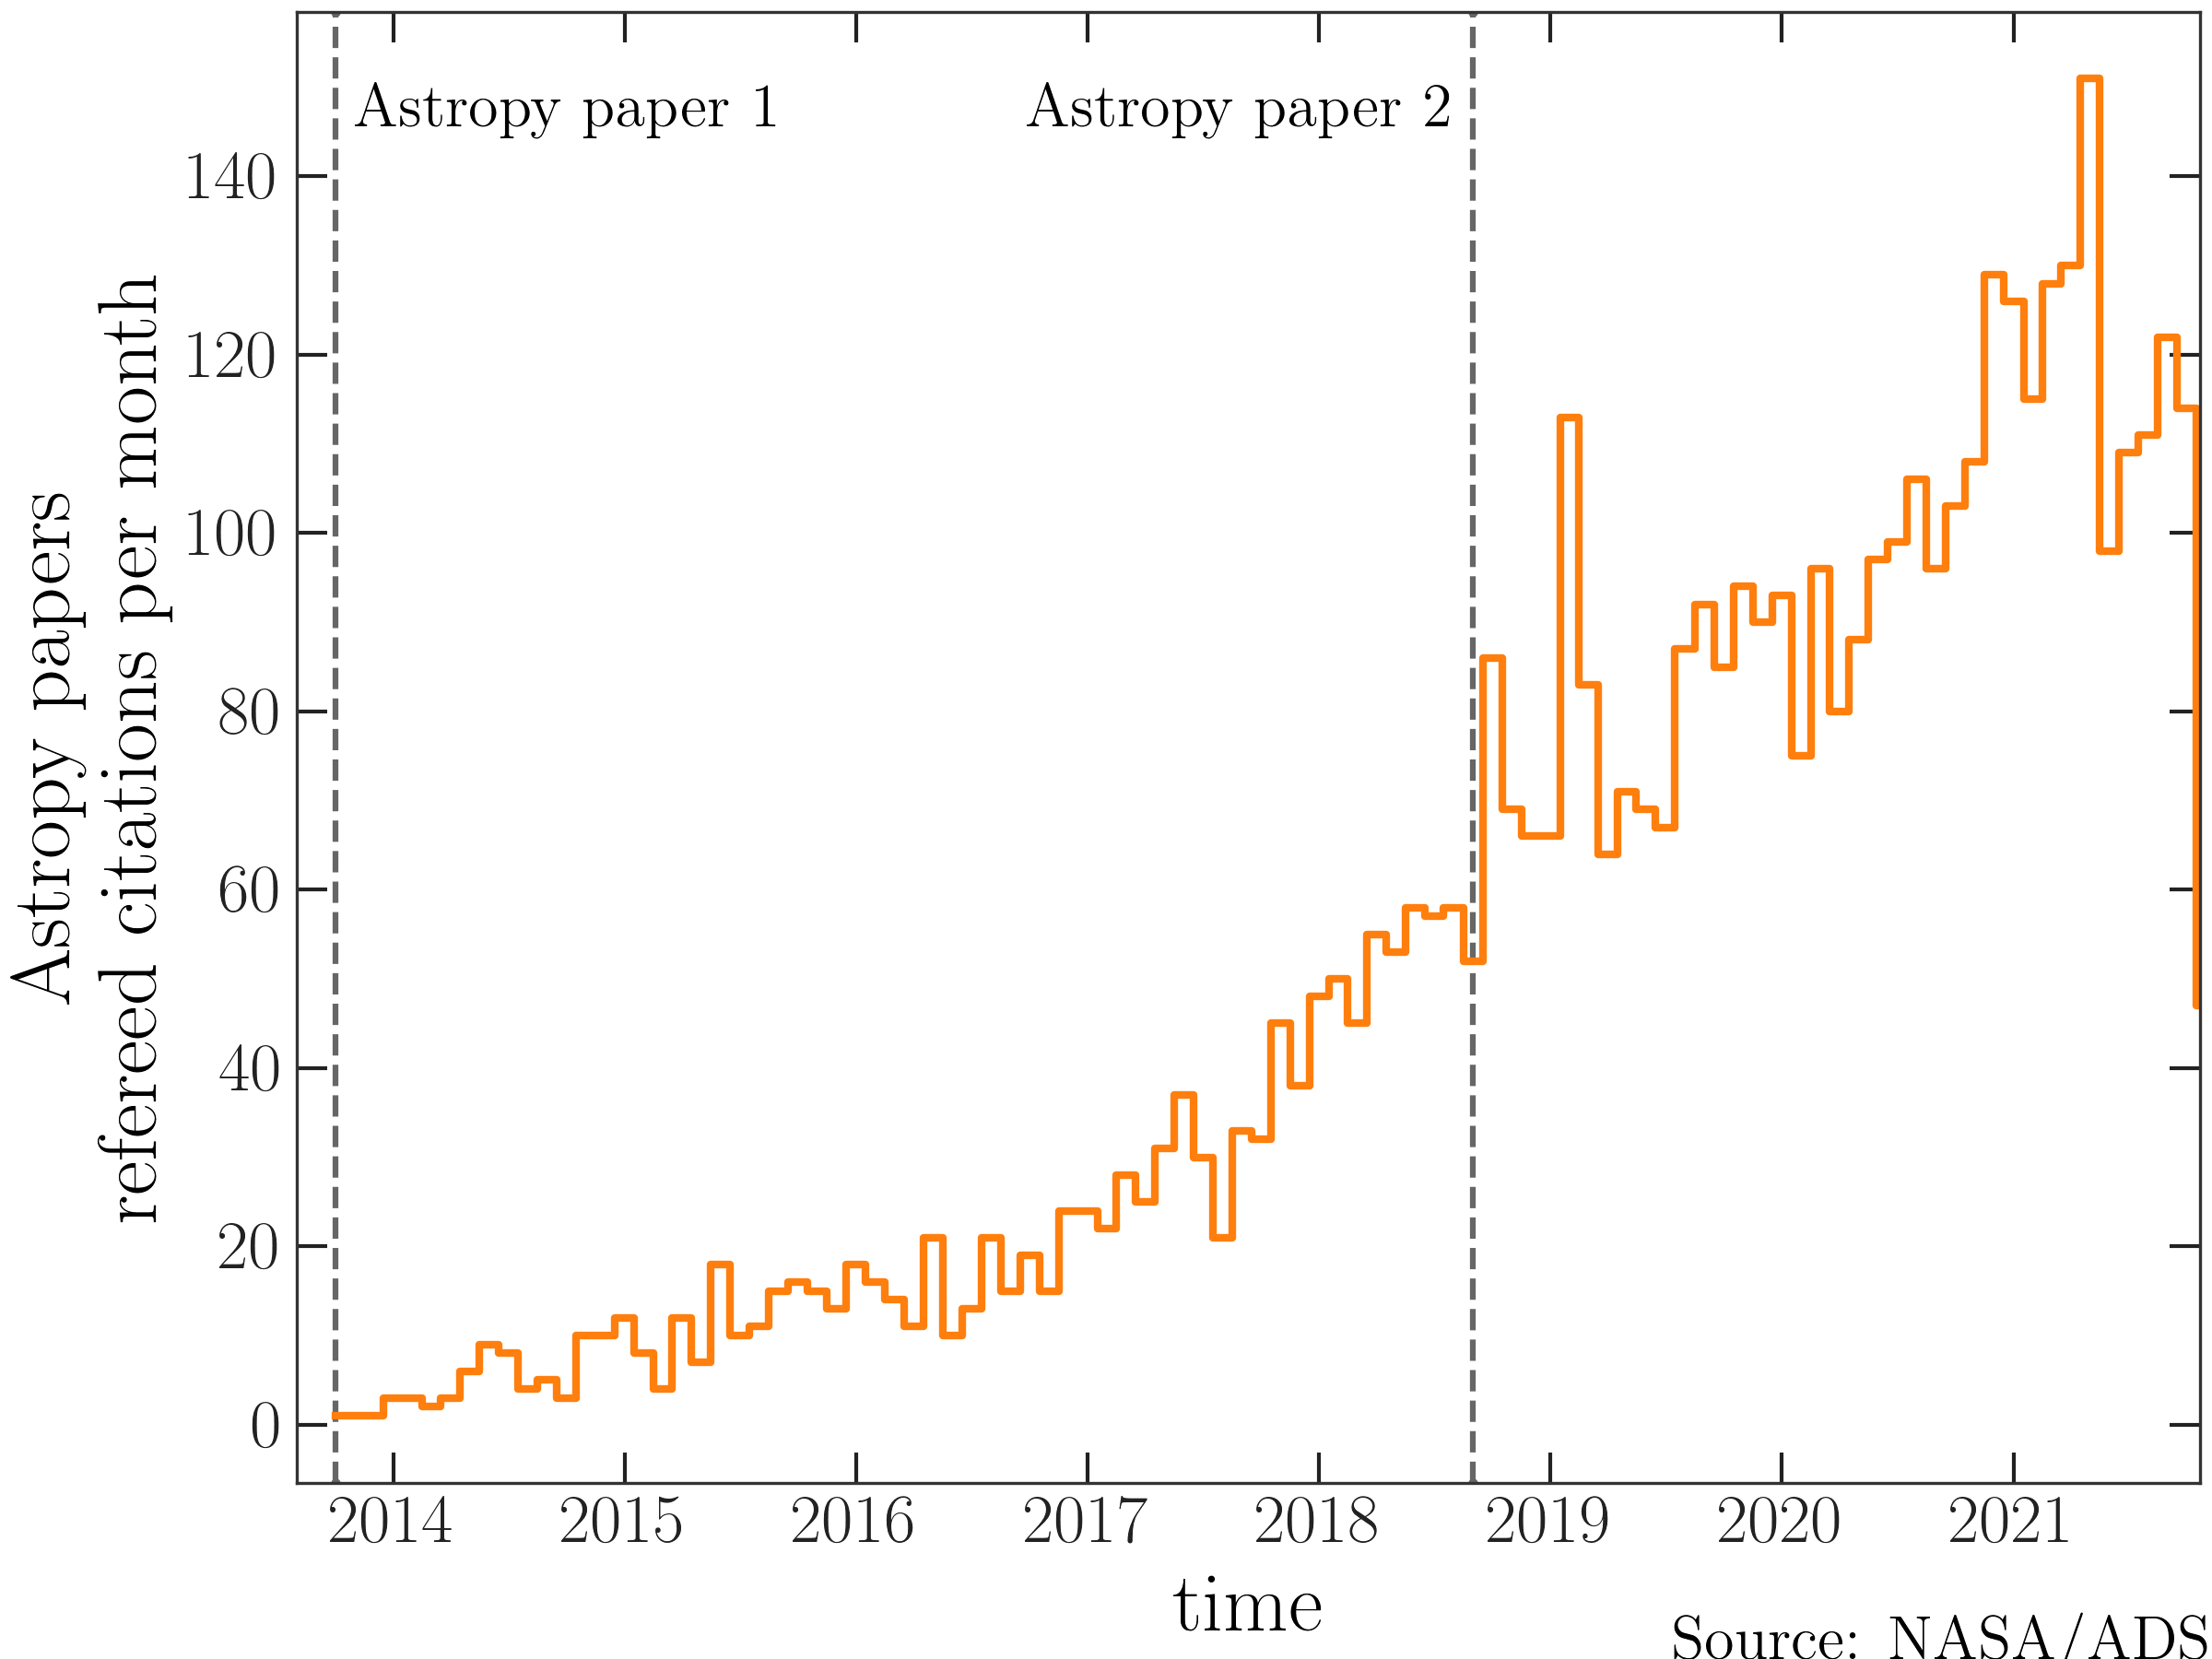 Astropy papers
refereed citations per month
Astropy paper 1
Astropy paper 2
140
120
100
80
60
40
20
0
2014
2015
2016
2017
2018
2019
2020
2021
time
Source: NASA/ADS